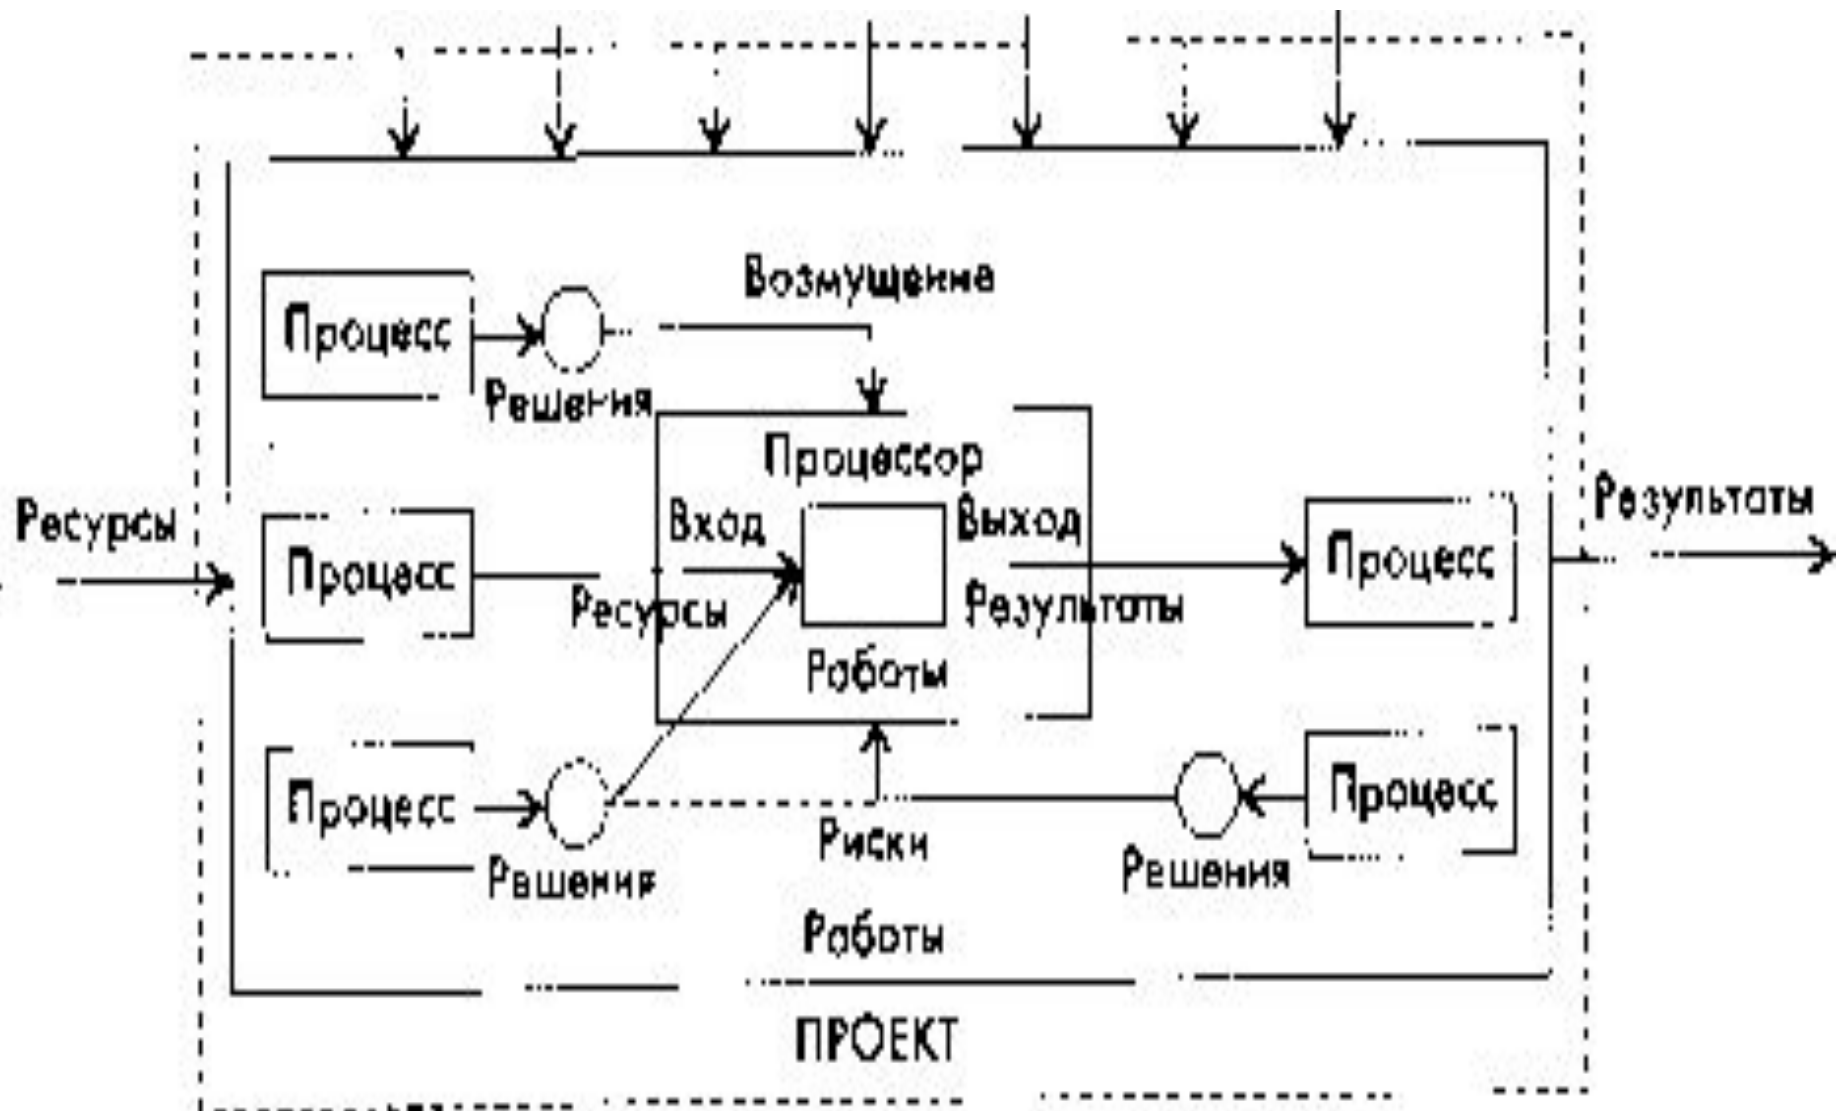 Возмущение
Процесс
Решения
Процессор
Ресурсы
Вход
Выход
Результаты
Процесс
Процесс
Ресурсы
Результаты
Работы
Процесс
Процесс
Риски
Решения
Решения
Работы
ПРОЕКТ